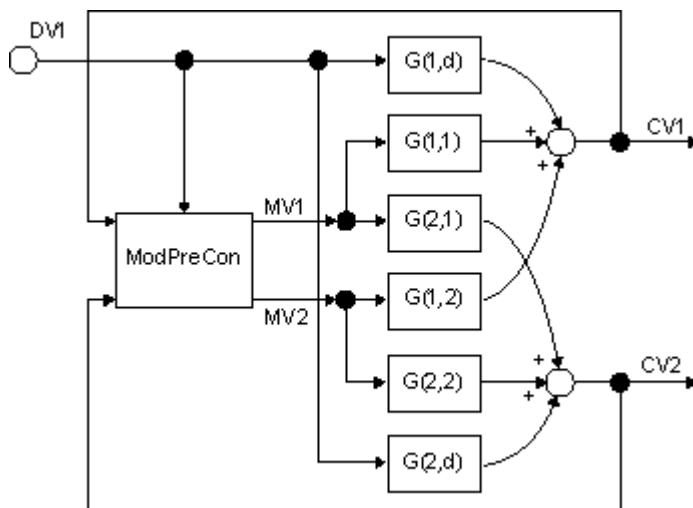 DV1
G(1,d)
+
CV1
G(1,1)
+
MV1
G(2,1)
ModPreCon
G(1,2)
MV2
+
CV2
G(2,2)
+
G(2,d)